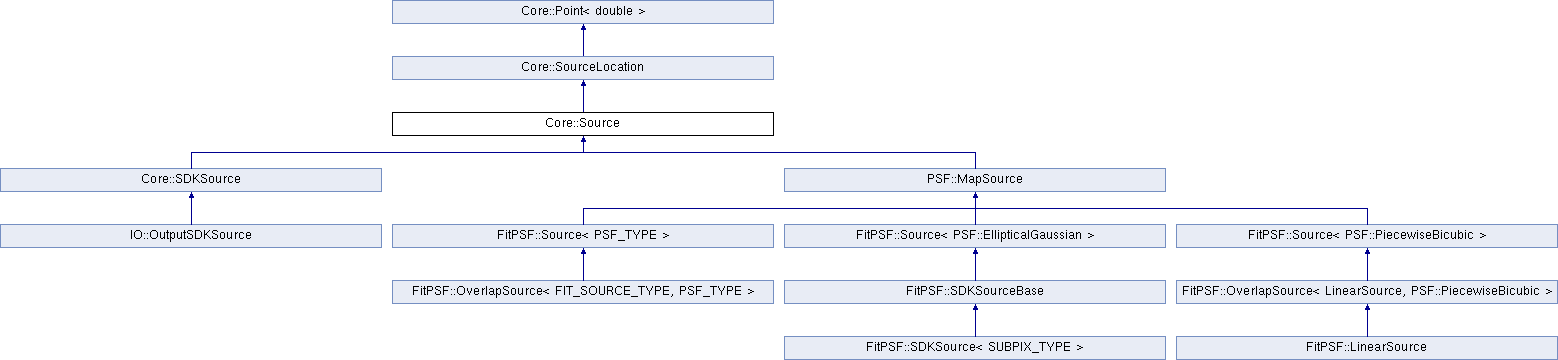 Core::Point< double >
Core::SourceLocation
Core::Source
Core::SDKSource
PSF::MapSource
IO::OutputSDKSource
FitPSF::Source< PSF_TYPE >
FitPSF::Source< PSF::EllipticalGaussian >
FitPSF::Source< PSF::PiecewiseBicubic >
FitPSF::OverlapSource< FIT_SOURCE_TYPE, PSF_TYPE >
FitPSF::SDKSourceBase
FitPSF::OverlapSource< LinearSource, PSF::PiecewiseBicubic >
FitPSF::SDKSource< SUBPIX_TYPE >
FitPSF::LinearSource